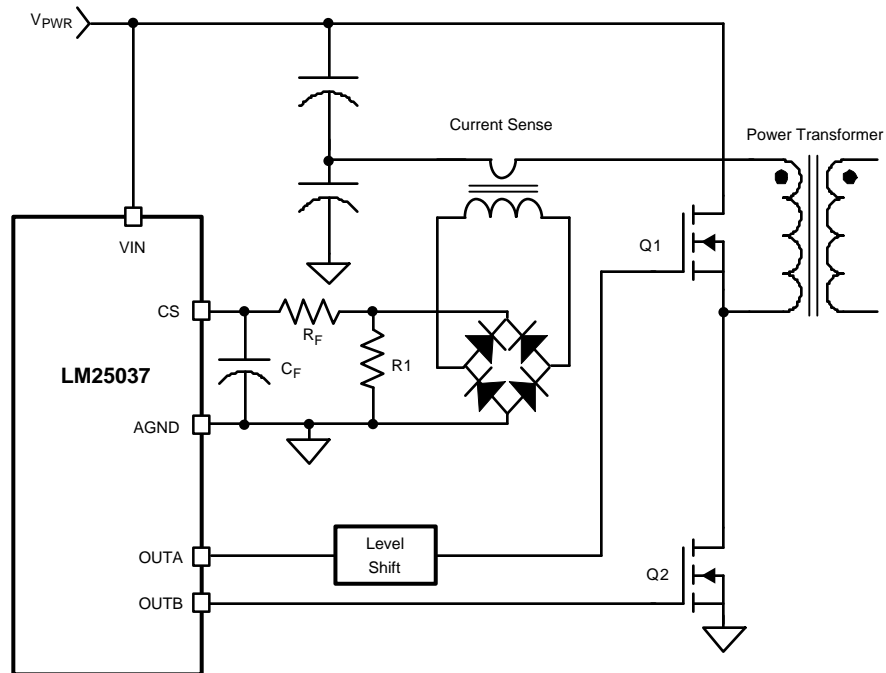 VPWR
Current Sense
Power Transformer
VIN
Q1
CS
RF
R1
CF
LM25037
AGND
OUTA
Level
Shift
Q2
OUTB